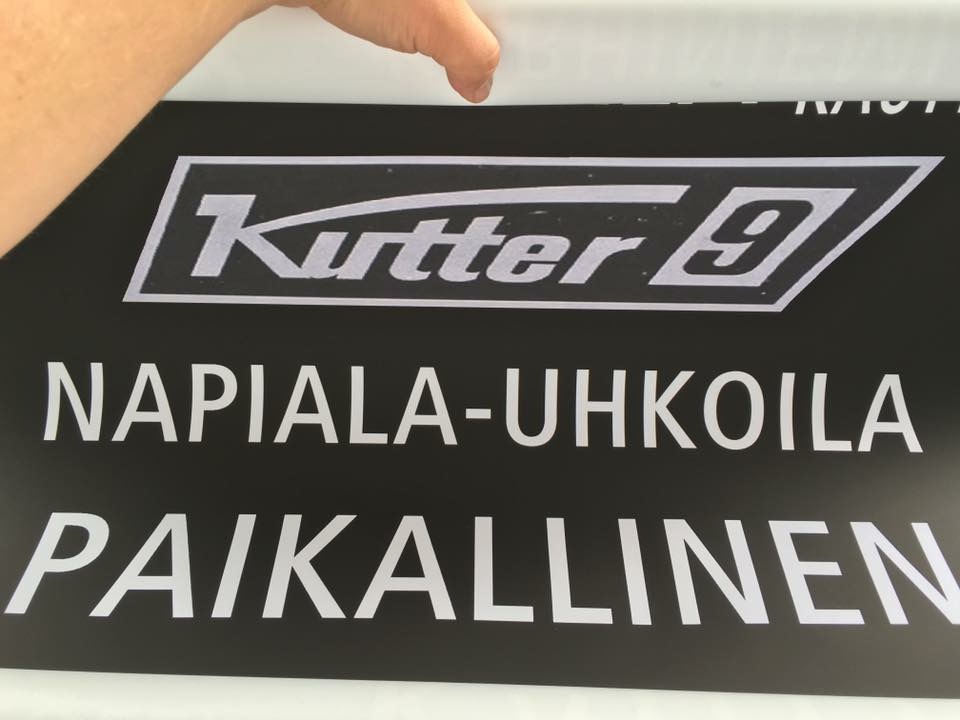 Kutter 9
NAPIALA-UHKOILA
PAIKALLINEN